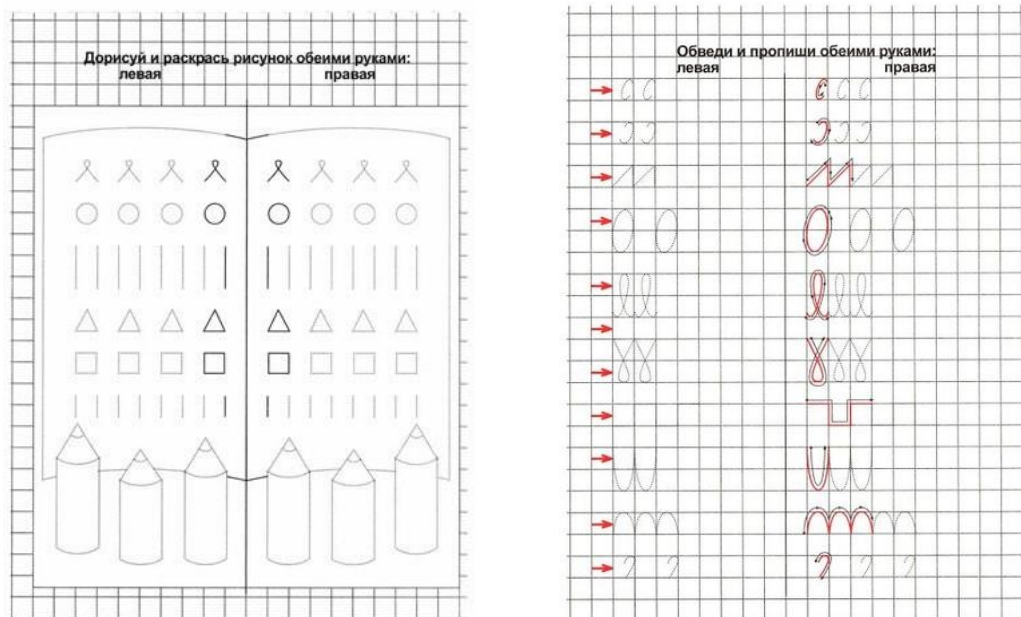 Дорисуй и раскрась рисунок обеими руками:
левая правая
Обведи и пропиши обеими руками:
левая правая